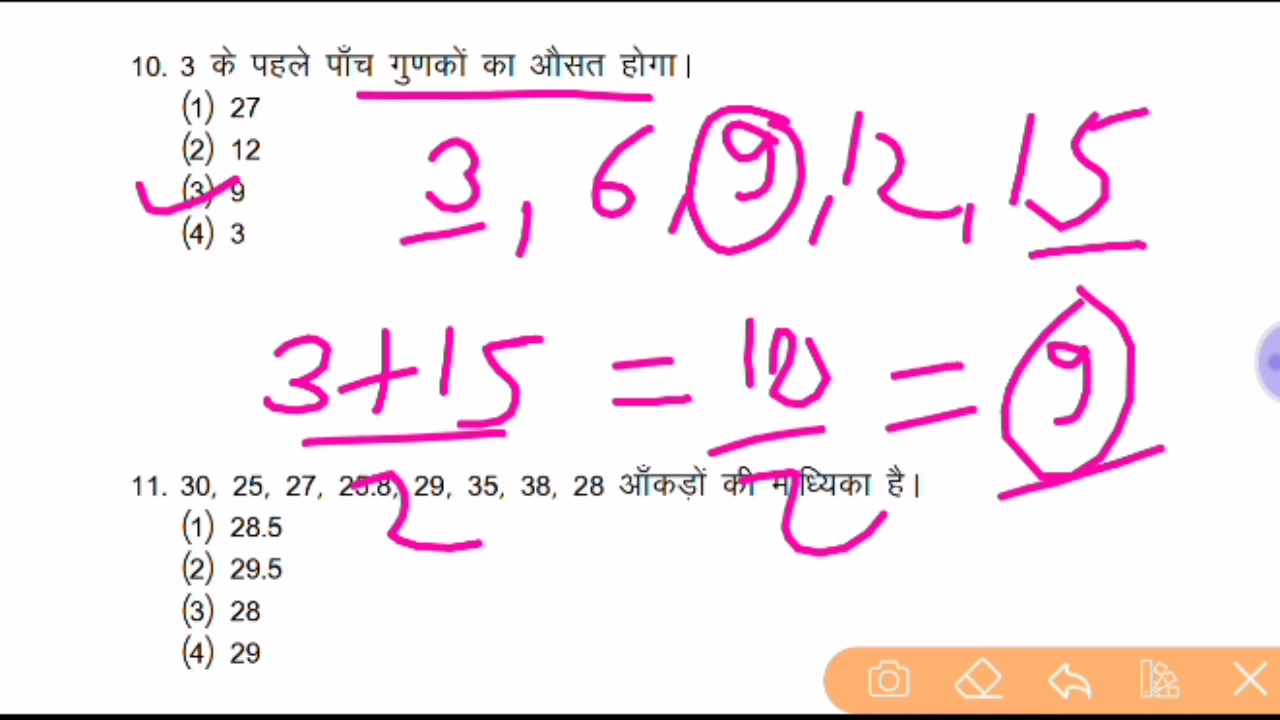 10. 3 के पहले पाँच गुणकों का औसत होगा।
(1) 27
(2) 12
(3) 9
(4) 3
3, 6, 9, 12, 15
3+15 = 18 = 9
2 2
11. 30, 25, 27, 25.8, 29, 35, 38, 28 आँकड़ों की माध्यिका है।
(1) 28.5
(2) 29.5
(3) 28
(4) 29